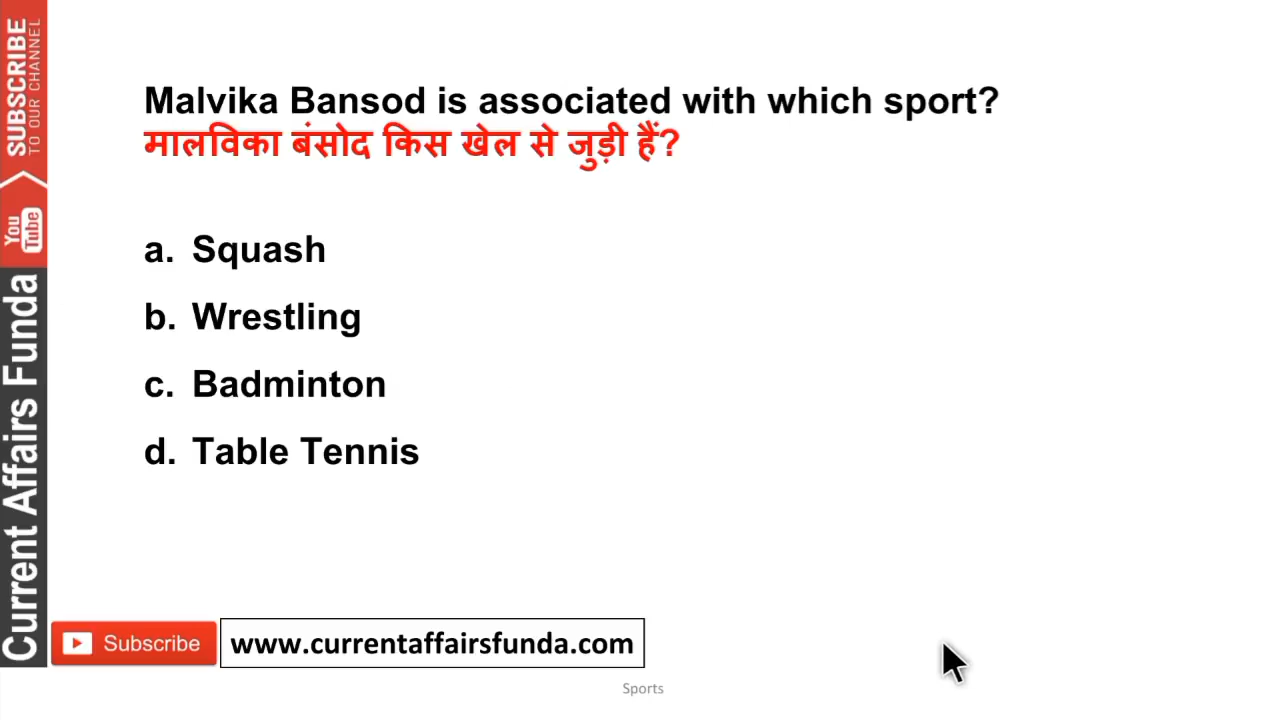 Malvika Bansod is associated with which sport?
मालविका बंसोद किस खेल से जुड़ी हैं?
a. Squash
b. Wrestling
c. Badminton
d. Table Tennis
SUBSCRIBE
TO OUR CHANNEL
You
Tube
Current Affairs Funda
Subscribe
www.currentaffairsfunda.com
Sports